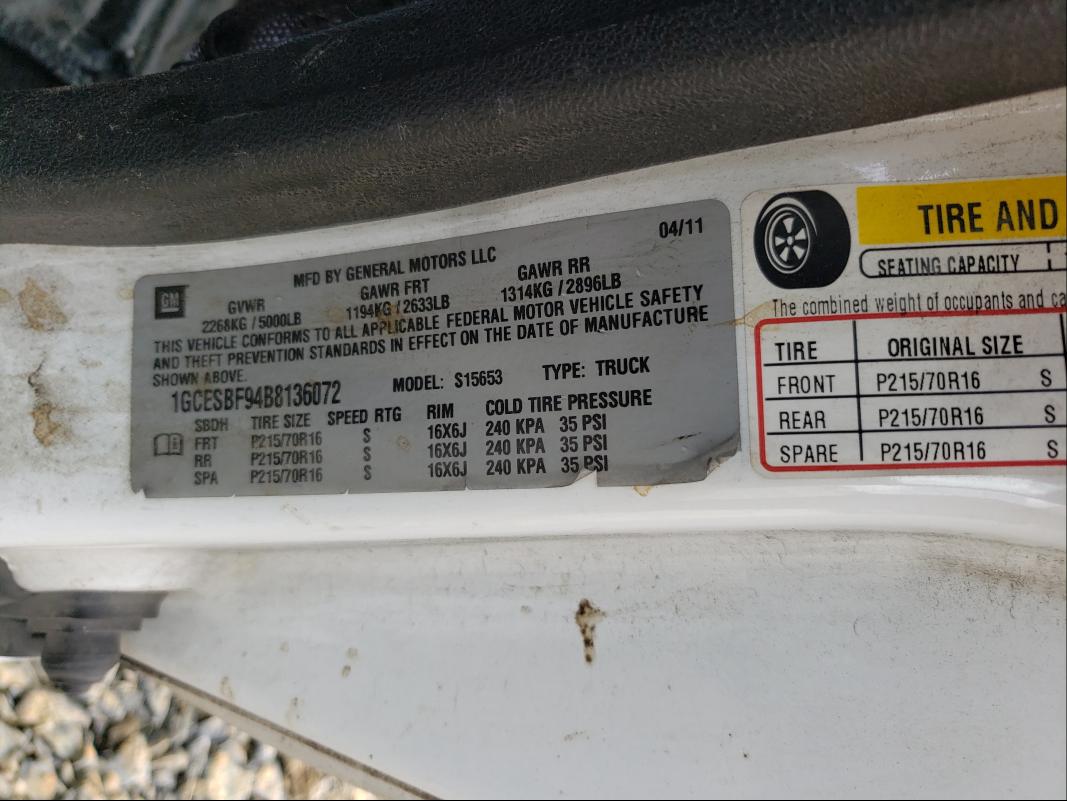 04/11
MFD BY GENERAL MOTORS LLC
GM
GVWR GAWR FRT GAWR RR
2268KG / 5000LB 1194KG / 2633LB 1314KG / 2896LB
THIS VEHICLE CONFORMS TO ALL APPLICABLE FEDERAL MOTOR VEHICLE SAFETY
AND THEFT PREVENTION STANDARDS IN EFFECT ON THE DATE OF MANUFACTURE
SHOWN ABOVE.
1GCESBF94B8136072 MODEL: S15653 TYPE: TRUCK
SBDH TIRE SIZE SPEED RTG RIM COLD TIRE PRESSURE
FRT P215/70R16 S 16X6J 240 KPA 35 PSI
RR P215/70R16 S 16X6J 240 KPA 35 PSI
SPA P215/70R16 S 16X6J 240 KPA 35 PSI
TIRE AND
SEATING CAPACITY
The combined weight of occupants and ca
TIRE ORIGINAL SIZE
FRONT P215/70R16 S
REAR P215/70R16 S
SPARE P215/70R16 S